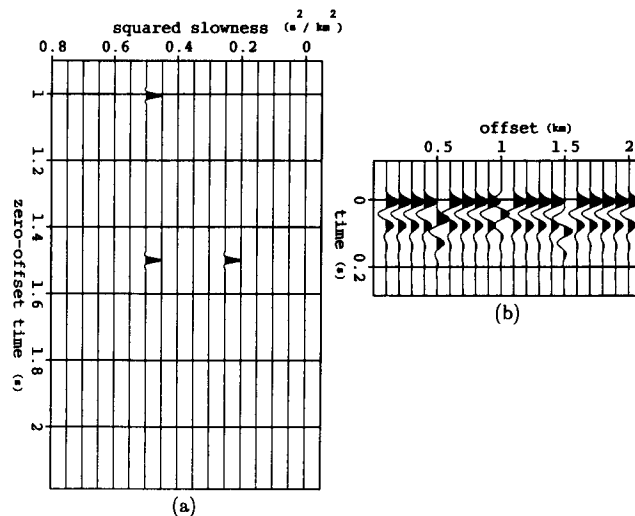 squared slowness (s²/km²)
0.8 0.6 0.4 0.2 0
zero-offset time (s)
1
1.2
1.4
1.6
1.8
2
(a)
offset (km)
0.5 1 1.5 2
time (s)
0
0.2
(b)